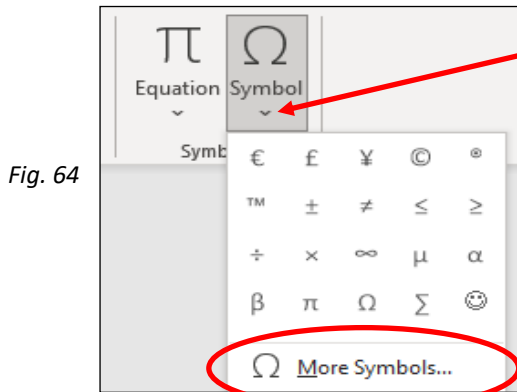 π Ω
Equation Symbol
Symb
Fig. 64
€ £ ¥ © ®
™ ± ≠ ≤ ≥
÷ × ∞ µ α
β π Ω ∑ ☺
Ω More Symbols...